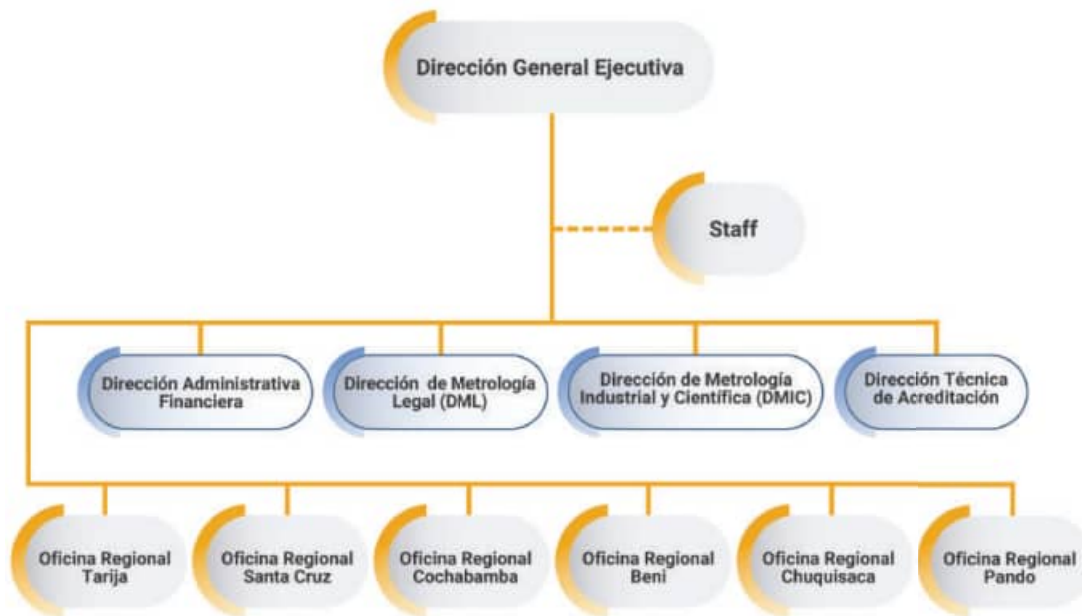 Dirección General Ejecutiva
Staff
Dirección Administrativa
Financiera
Dirección de Metrología
Legal (DML)
Dirección de Metrología
Industrial y Científica (DMIC)
Dirección Técnica
de Acreditación
Oficina Regional
Tarija
Oficina Regional
Santa Cruz
Oficina Regional
Cochabamba
Oficina Regional
Beni
Oficina Regional
Chuquisaca
Oficina Regional
Pando